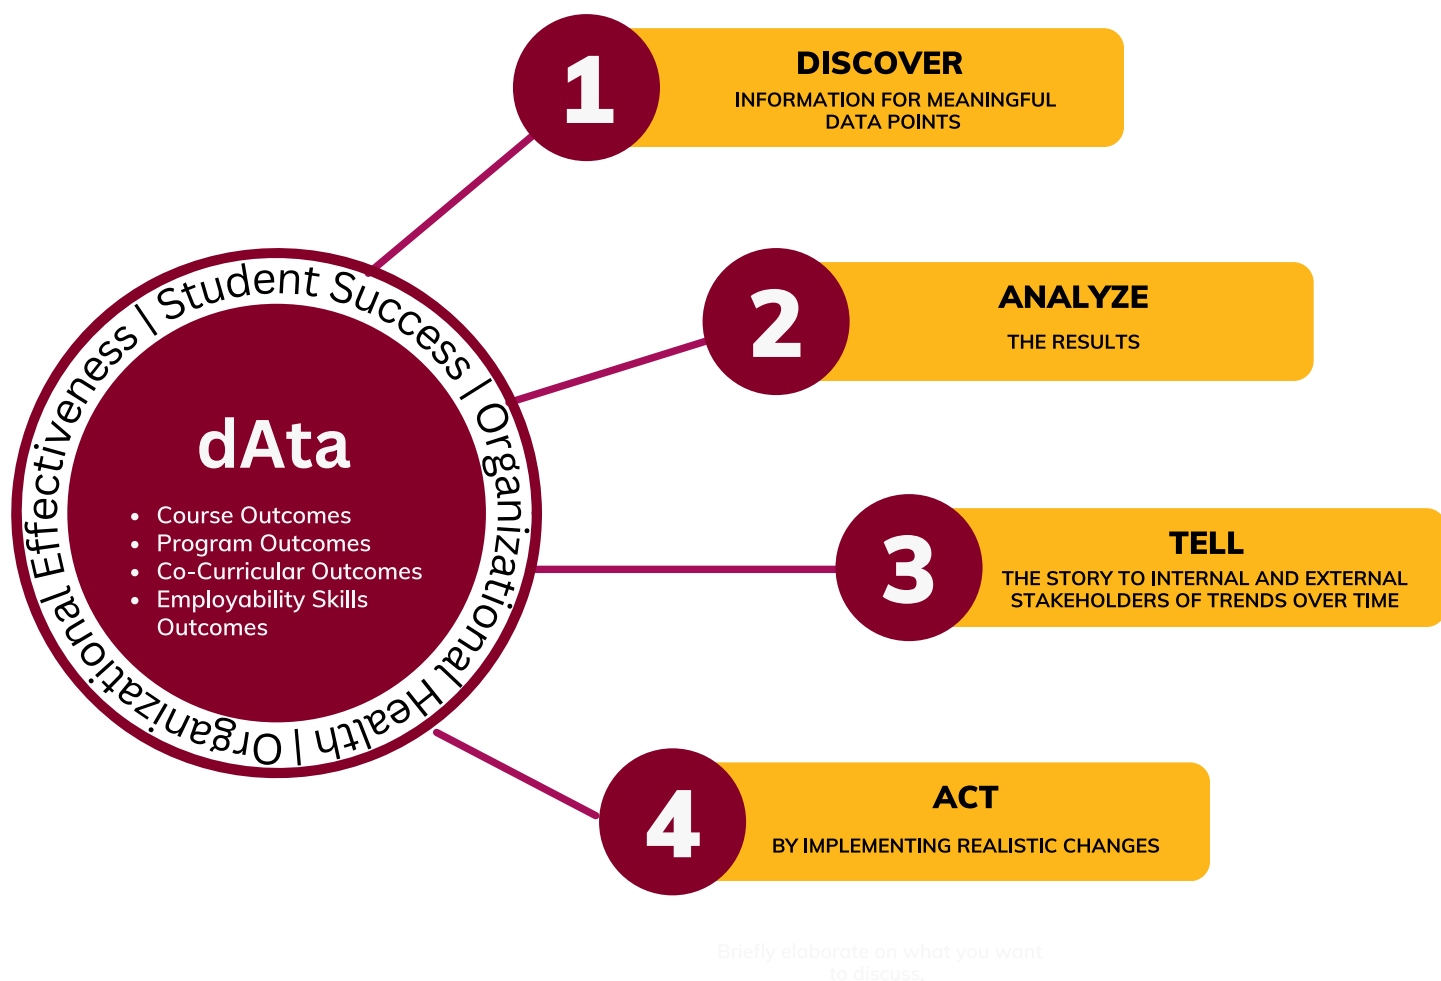 1
DISCOVER
INFORMATION FOR MEANINGFUL
DATA POINTS
2
ANALYZE
THE RESULTS
Organizational Effectiveness | Student Success | Organizational Health |
dAta
• Course Outcomes
• Program Outcomes
• Co-Curricular Outcomes
• Employability Skills
Outcomes
3
TELL
THE STORY TO INTERNAL AND EXTERNAL
STAKEHOLDERS OF TRENDS OVER TIME
4
ACT
BY IMPLEMENTING REALISTIC CHANGES
Briefly elaborate on what you want
to discuss.